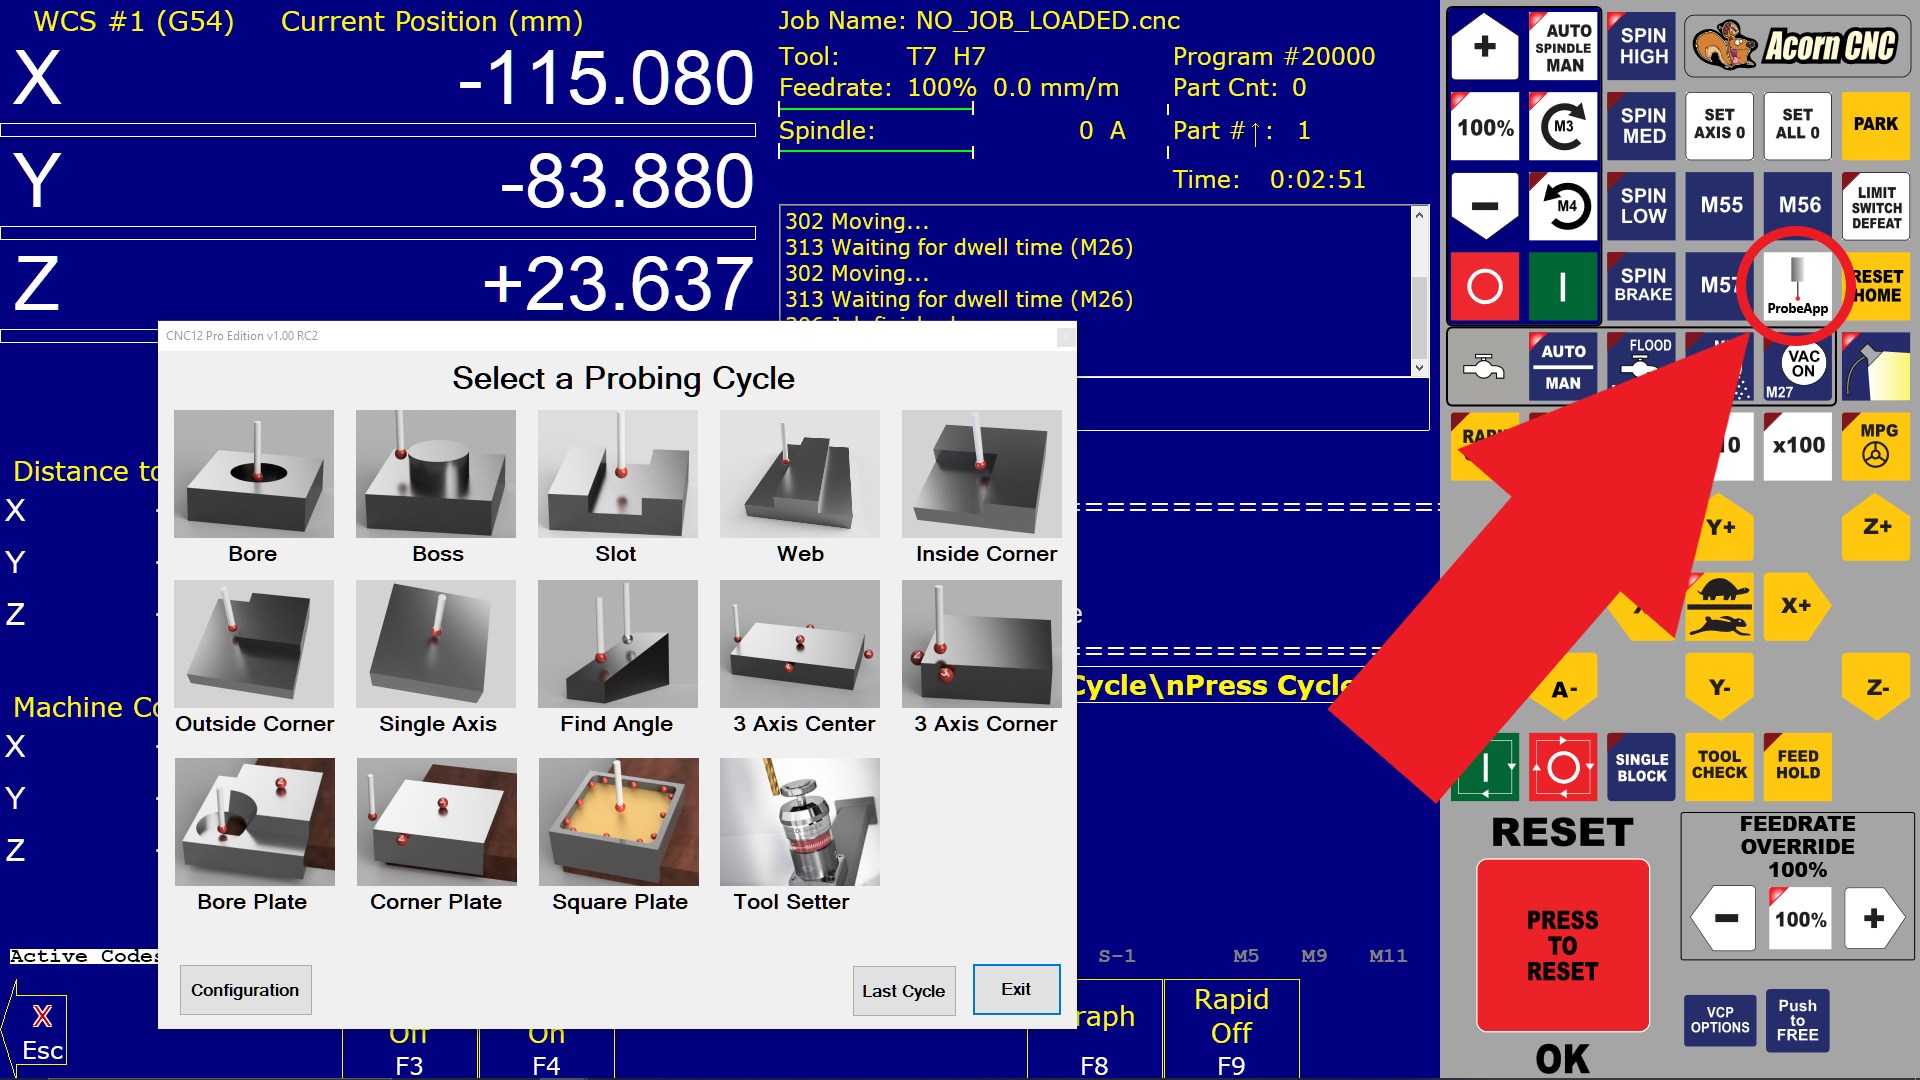 WCS #1 (G54) Current Position (mm)
X -115.080
Y -83.880
Z +23.637
Job Name: NO_JOB_LOADED.cnc
Tool: T7 H7
Feedrate: 100% 0.0 mm/m
Spindle: 0 A
Program #20000
Part Cnt: 0
Part #↑: 1
Time: 0:02:51
302 Moving...
313 Waiting for dwell time (M26)
302 Moving...
313 Waiting for dwell time (M26)
CNC12 Pro Edition v1.00 RC2
Select a Probing Cycle
Bore Boss Slot Web Inside Corner
Outside Corner Single Axis Find Angle 3 Axis Center 3 Axis Corner
Bore Plate Corner Plate Square Plate Tool Setter
Configuration Last Cycle Exit
Distance to
X
Y
Z
Machine
X
Y
Z
Cycle\nPress Cycle
Active Codes
S-1 M5 M9 M11
X
Esc
Off
F3
On
F4
raph
F8
Rapid
Off
F9
+
AUTO
SPINDLE
MAN
SPIN
HIGH
Acorn CNC
100%
M3
SPIN
MED
SET
AXIS 0
SET
ALL 0
PARK
-
M4
SPIN
LOW
M55
M56
LIMIT
SWITCH
DEFEAT
SPIN
BRAKE
M57
ProbeApp
RESET
HOME
AUTO
MAN
FLOOD
VAC
ON
M27
x100
MPG
Y+
Z+
X+
A-
Y-
Z-
SINGLE
BLOCK
TOOL
CHECK
FEED
HOLD
RESET
PRESS
TO
RESET
OK
FEEDRATE
OVERRIDE
100%
-
100%
+
VCP
OPTIONS
Push
to
FREE